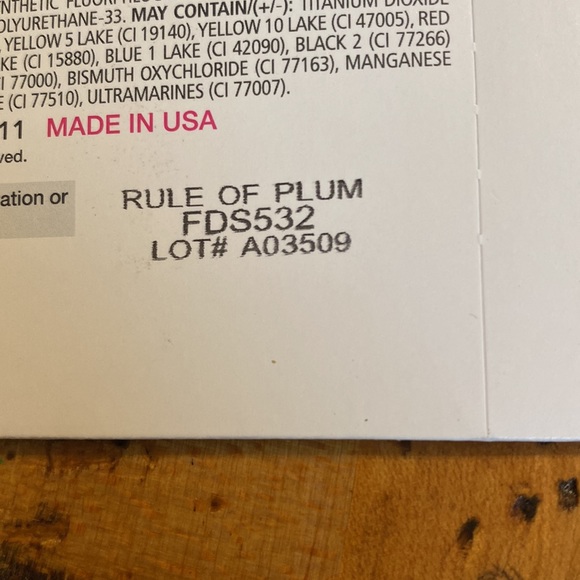 NTHETIC FLUORPHLOG
OLYURETHANE-33. MAY CONTAIN/(+/-): TITANIUM DIOXIDE
, YELLOW 5 LAKE (CI 19140), YELLOW 10 LAKE (CI 47005), RED
KE (CI 15880), BLUE 1 LAKE (CI 42090), BLACK 2 (CI 77266)
I 77000), BISMUTH OXYCHLORIDE (CI 77163), MANGANESE
E (CI 77510), ULTRAMARINES (CI 77007).
11 MADE IN USA
ved.
ation or
RULE OF PLUM
FDS532
LOT# A03509